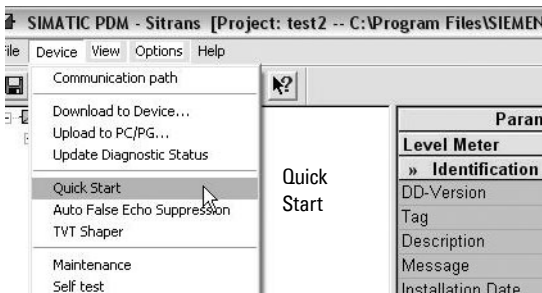 SIMATIC PDM - Sitrans [Project: test2 -- C:\Program Files\SIEMEN
File Device View Options Help
Communication path
Download to Device...
Upload to PC/PG...
Update Diagnostic Status
Quick Start
Auto False Echo Suppression
TVT Shaper
Maintenance
Self test
Quick
Start
Param
Level Meter
» Identification
DD-Version
Tag
Description
Message
Installation Date